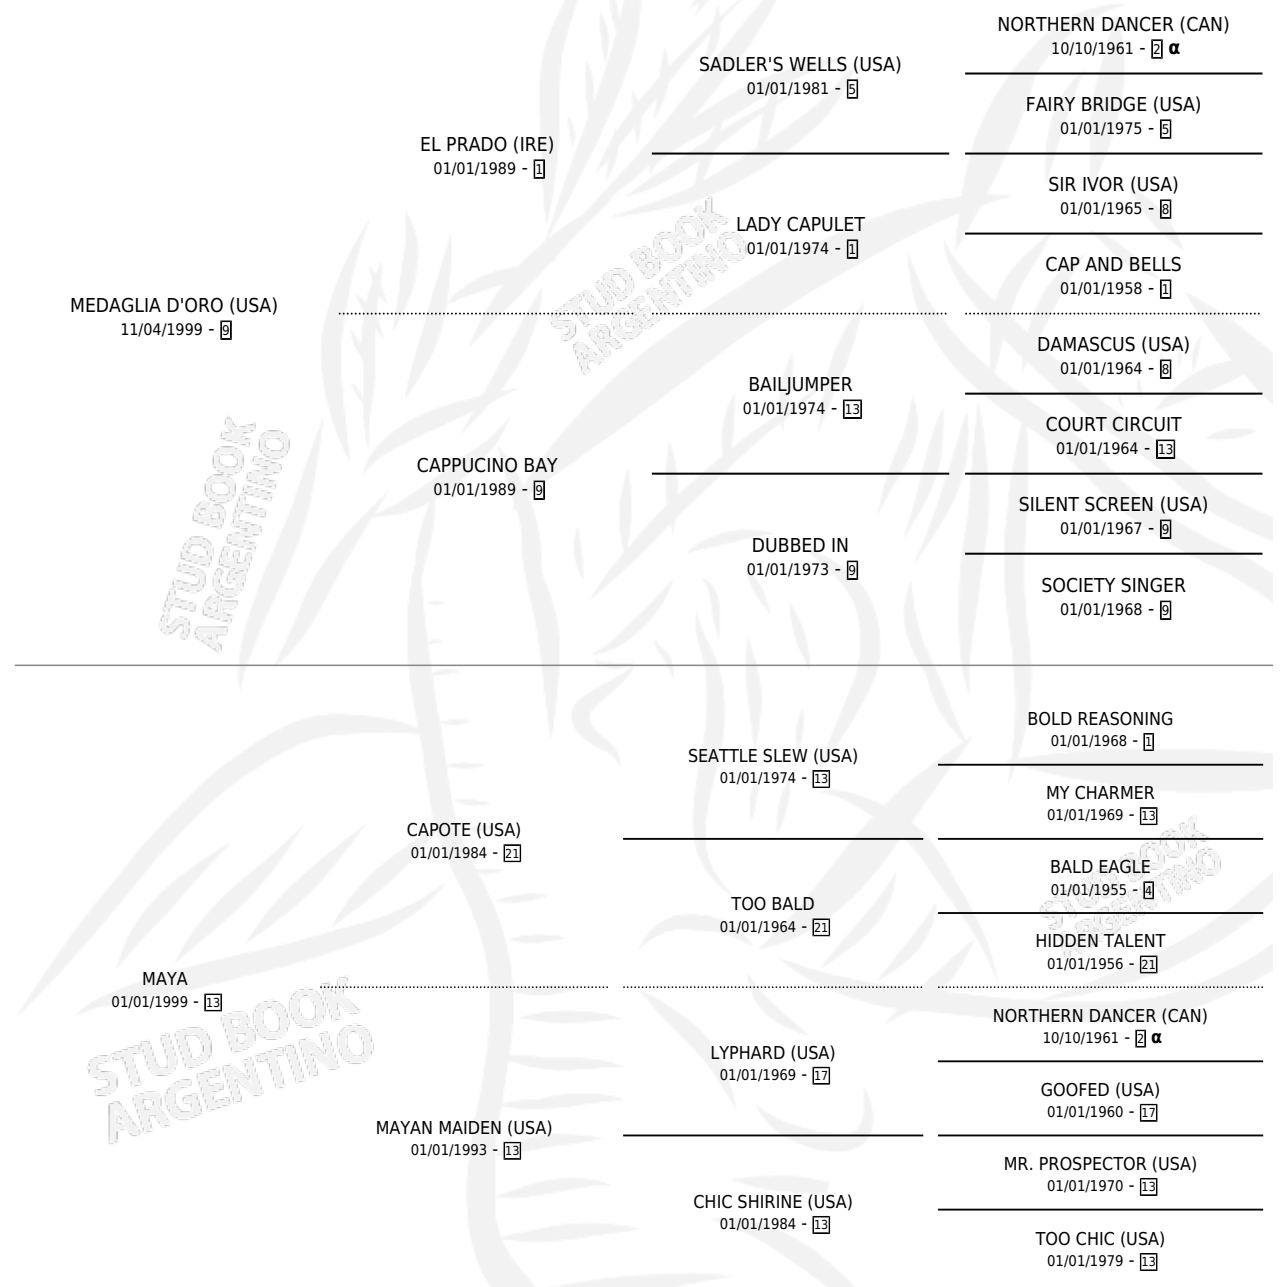 NORTHERN DANCER (CAN)
10/10/1961 - 2 α
SADLER'S WELLS (USA)
01/01/1981 - 5
FAIRY BRIDGE (USA)
01/01/1975 - 5
EL PRADO (IRE)
01/01/1989 - 1
SIR IVOR (USA)
01/01/1965 - 8
LADY CAPULET
01/01/1974 - 1
CAP AND BELLS
01/01/1958 - 1
MEDAGLIA D'ORO (USA)
11/04/1999 - 9
DAMASCUS (USA)
01/01/1964 - 8
BAILJUMPER
01/01/1974 - 13
COURT CIRCUIT
01/01/1964 - 13
CAPPUCINO BAY
01/01/1989 - 9
SILENT SCREEN (USA)
01/01/1967 - 9
DUBBED IN
01/01/1973 - 9
SOCIETY SINGER
01/01/1968 - 9
BOLD REASONING
01/01/1968 - 1
SEATTLE SLEW (USA)
01/01/1974 - 13
MY CHARMER
01/01/1969 - 13
CAPOTE (USA)
01/01/1984 - 21
BALD EAGLE
01/01/1955 - 4
TOO BALD
01/01/1964 - 21
HIDDEN TALENT
01/01/1956 - 21
MAYA
01/01/1999 - 13
NORTHERN DANCER (CAN)
10/10/1961 - 2 α
LYPHARD (USA)
01/01/1969 - 17
GOOFED (USA)
01/01/1960 - 17
MAYAN MAIDEN (USA)
01/01/1993 - 13
MR. PROSPECTOR (USA)
01/01/1970 - 13
CHIC SHIRINE (USA)
01/01/1984 - 13
TOO CHIC (USA)
01/01/1979 - 13
STUD BOOK
ARGENTINO
STUD BOOK
ARGENTINO
STUD BOOK
ARGENTINO
STUD BOOK
ARGENTINO